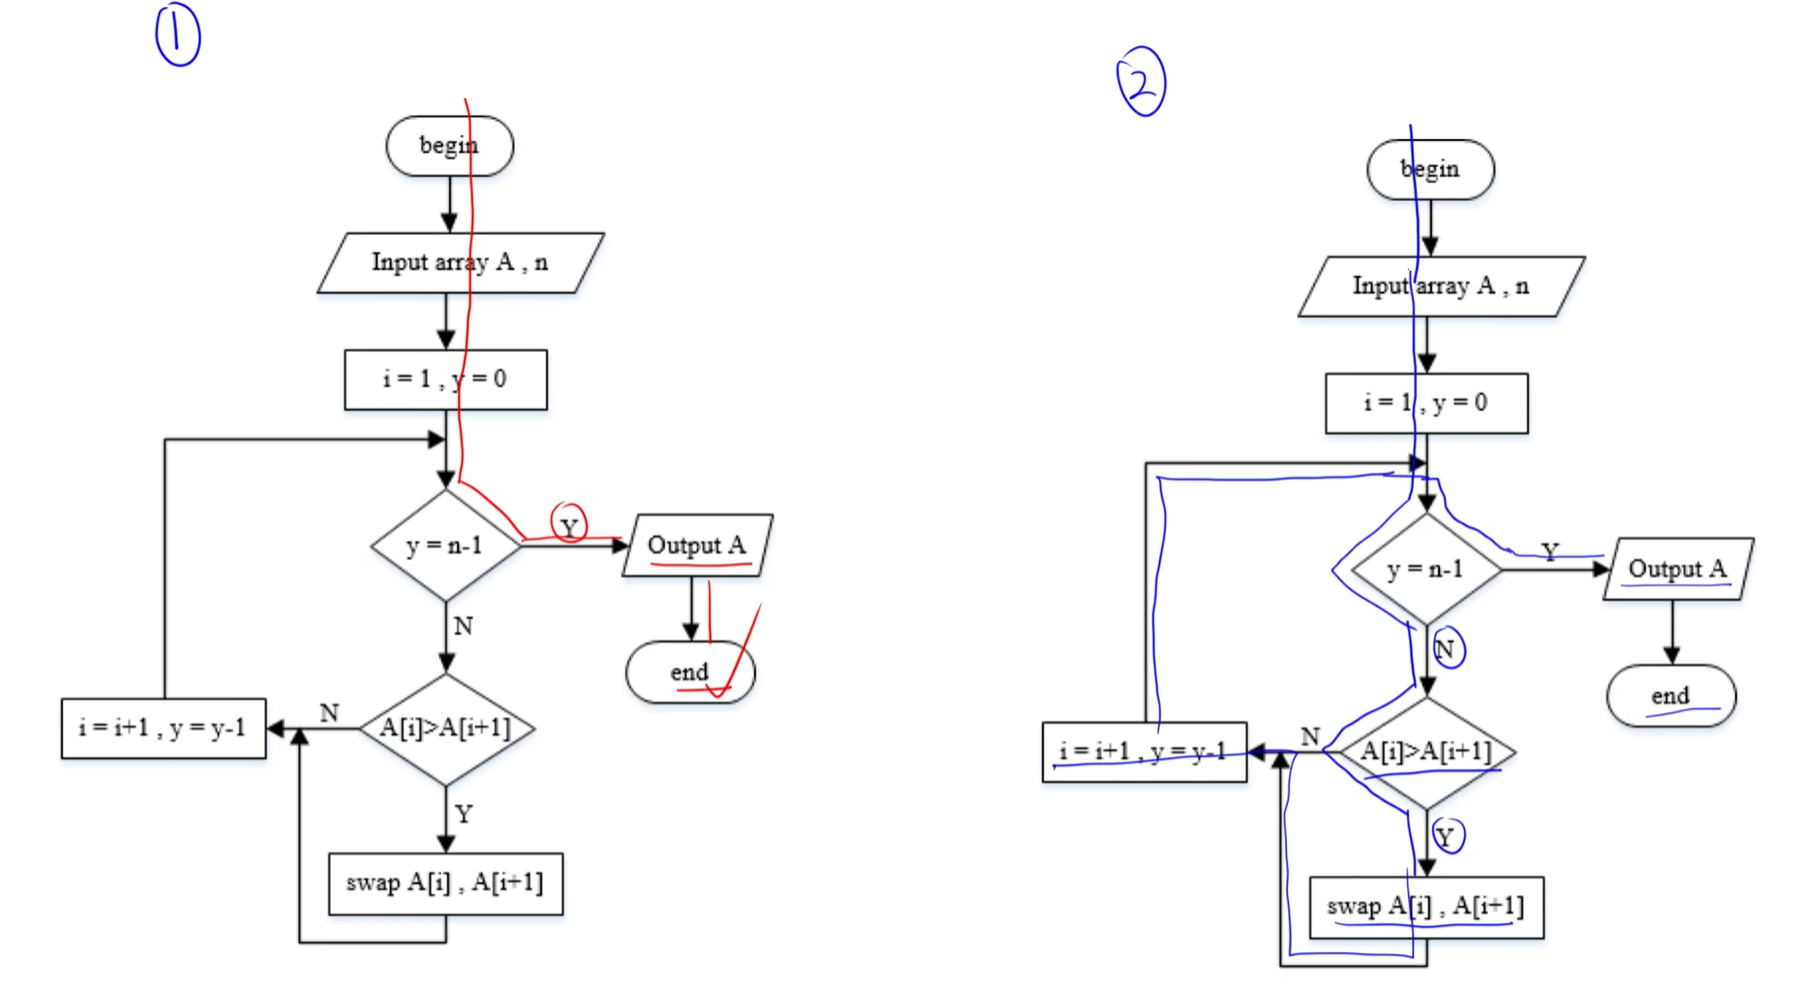 1
begin
Input array A , n
i = 1 , y = 0
y = n-1
Y
Output A
end
N
A[i]>A[i+1]
N
i = i+1 , y = y-1
Y
swap A[i] , A[i+1]
2
begin
Input array A , n
i = 1 , y = 0
y = n-1
Y
Output A
end
N
A[i]>A[i+1]
N
i = i+1 , y = y-1
Y
swap A[i] , A[i+1]